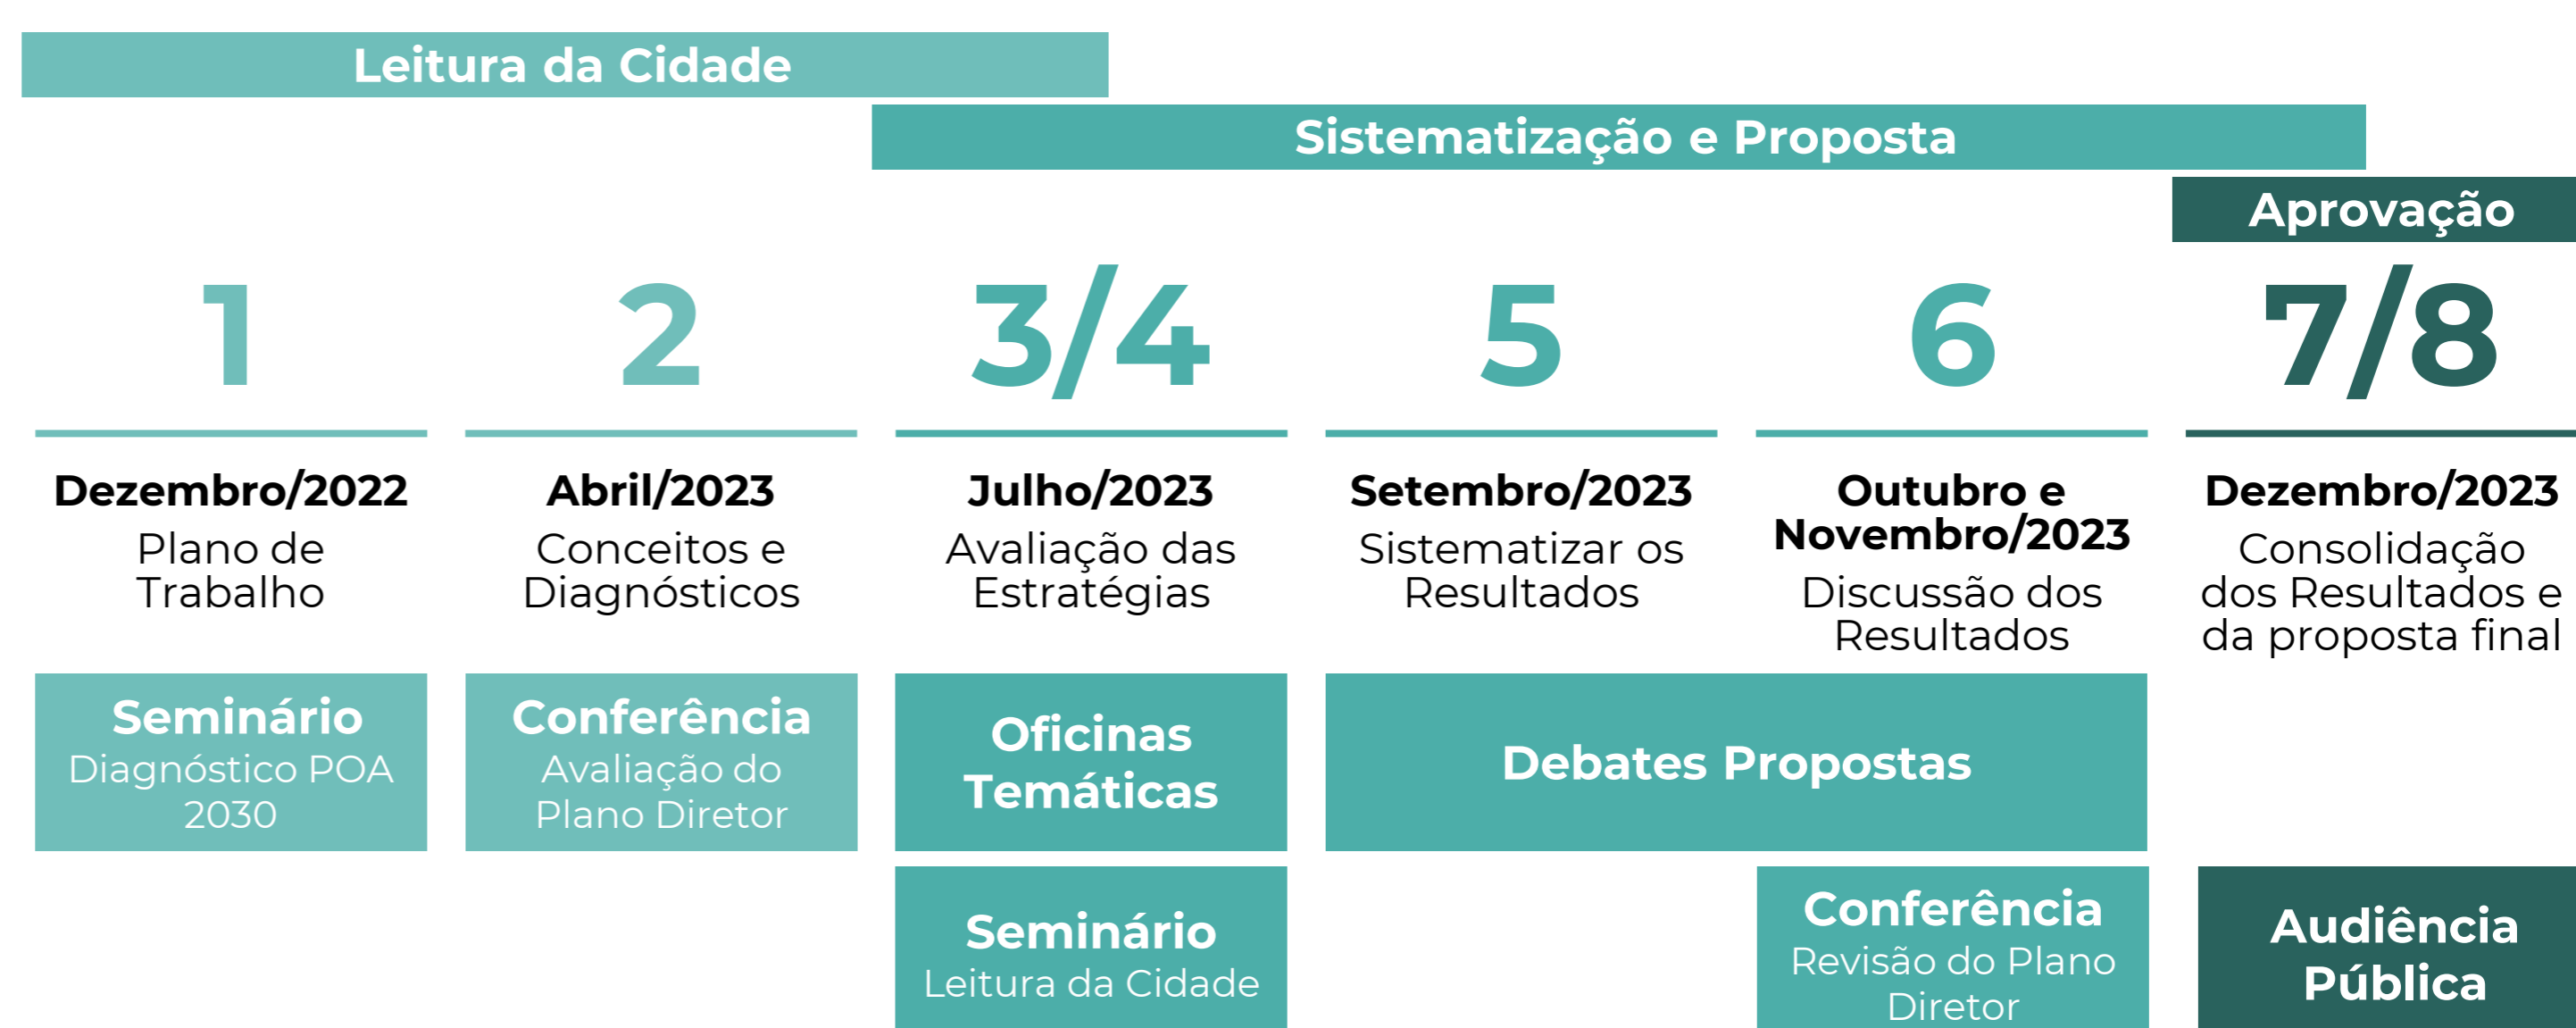 Leitura da Cidade
Sistematização e Proposta
Aprovação
1
2
3/4
5
6
7/8
Dezembro/2022
Plano de
Trabalho
Abril/2023
Conceitos e
Diagnósticos
Julho/2023
Avaliação das
Estratégias
Setembro/2023
Sistematizar os
Resultados
Outubro e
Novembro/2023
Discussão dos
Resultados
Dezembro/2023
Consolidação
dos Resultados e
da proposta final
Seminário
Diagnóstico POA
2030
Conferência
Avaliação do
Plano Diretor
Oficinas
Temáticas
Debates Propostas
Seminário
Leitura da Cidade
Conferência
Revisão do Plano
Diretor
Audiência
Pública